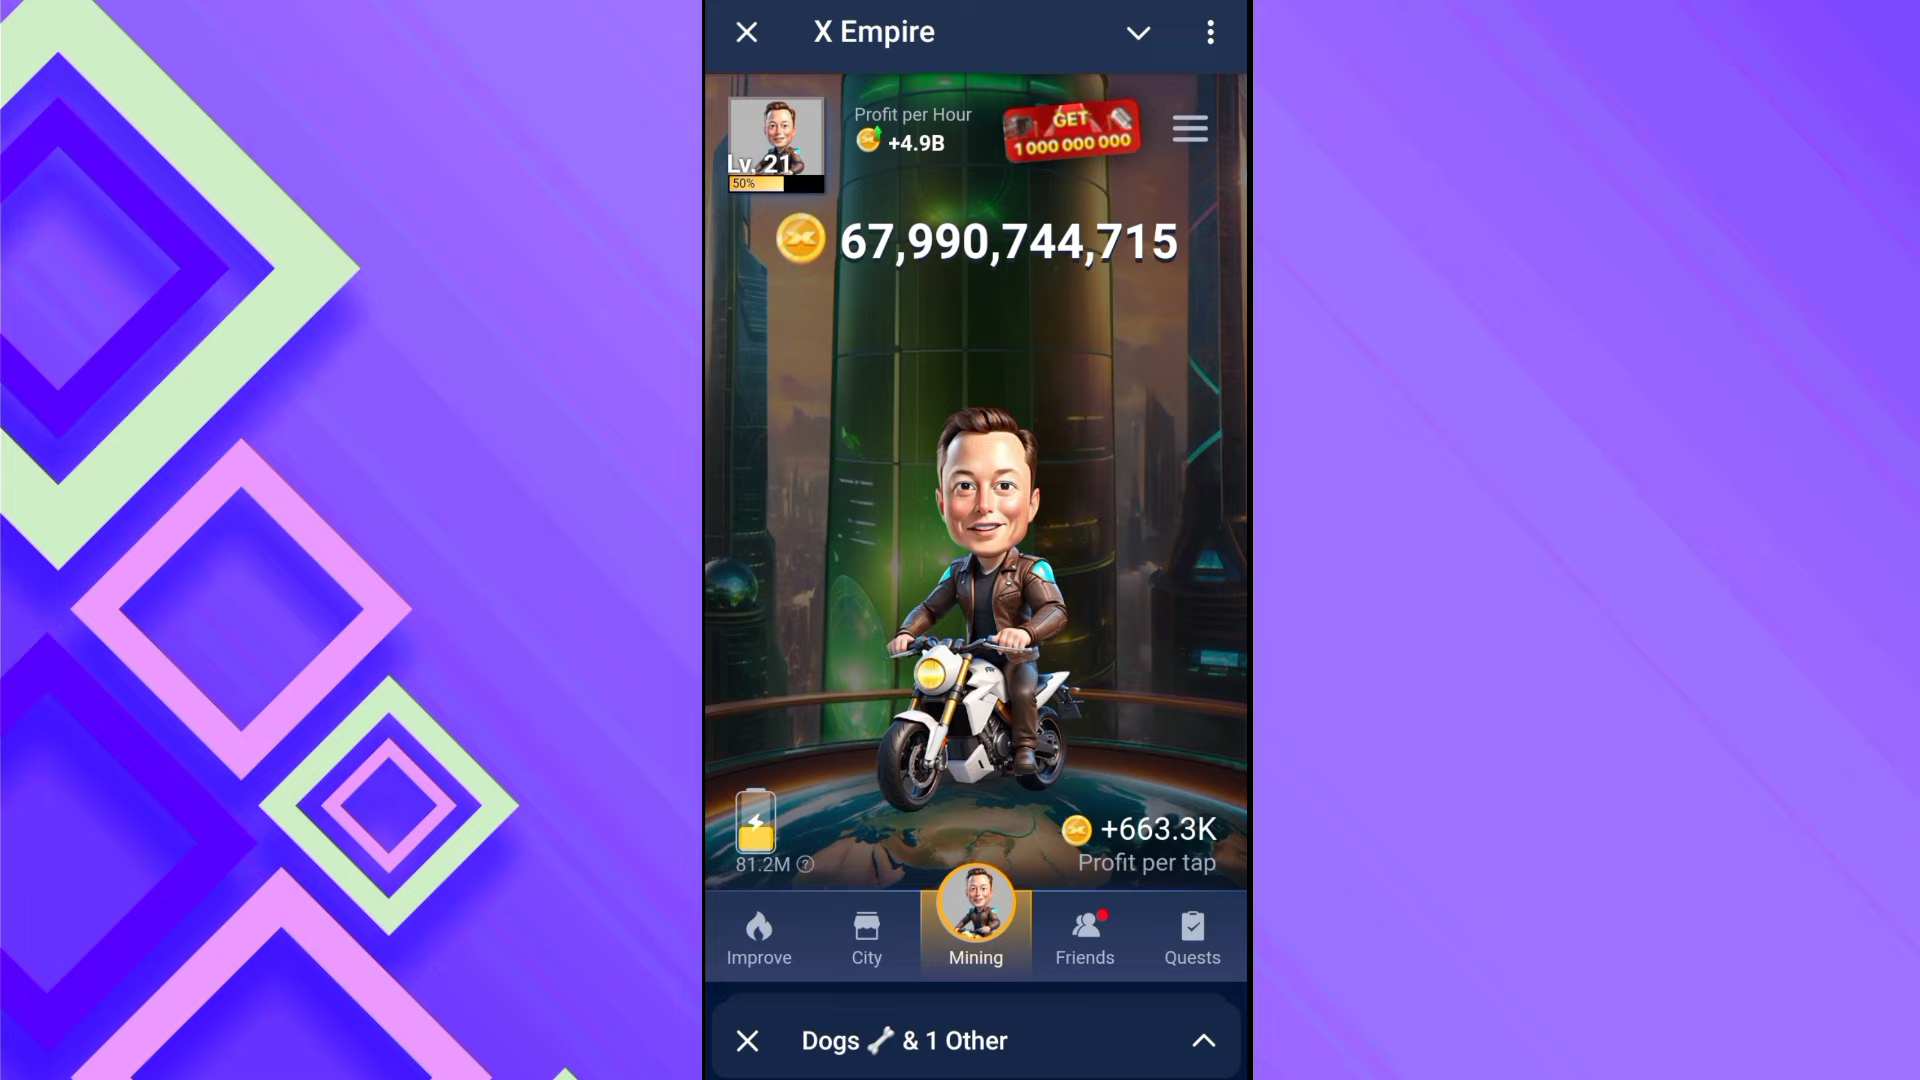 X Empire
Profit per Hour
+4.9B
GET
1 000 000 000
Lv. 21
50%
67,990,744,715
81.2M
+663.3K
Profit per tap
Improve
City
Mining
Friends
Quests
Dogs 🦴 & 1 Other